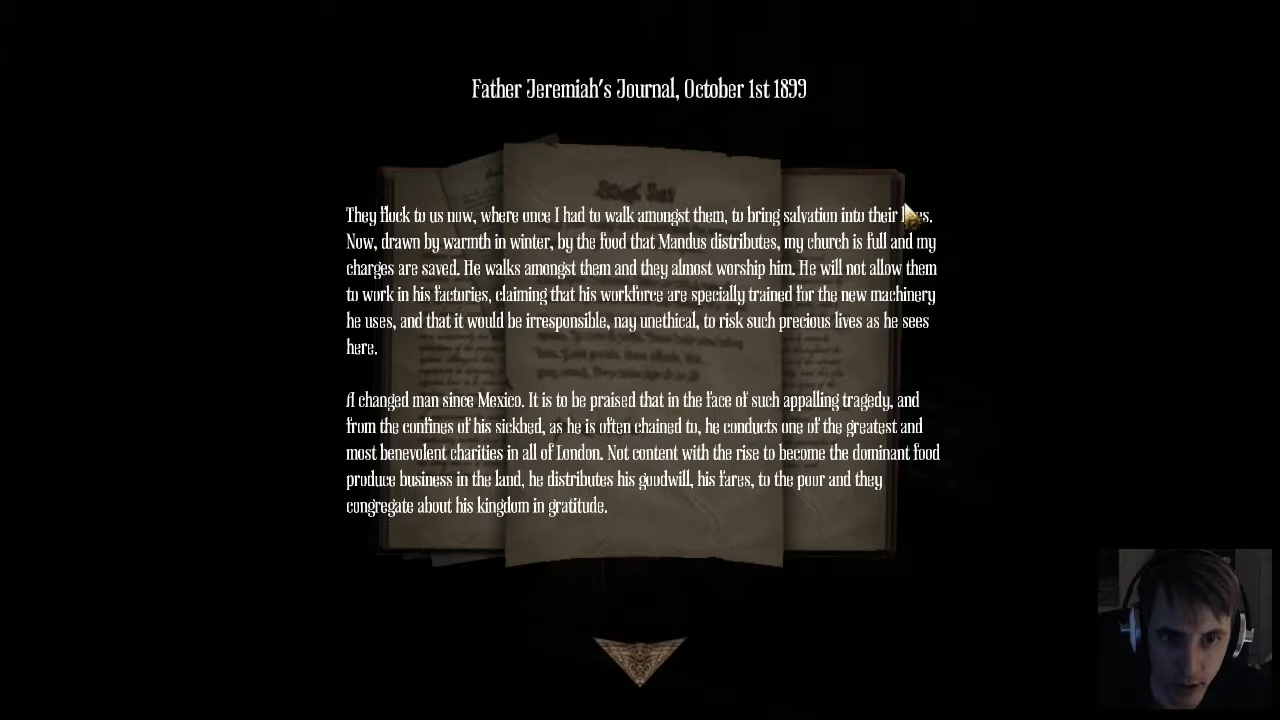 Father Jeremiah's Journal, October 1st 1899
They flock to us now, where once I had to walk amongst them, to bring salvation into their
Now, drawn by warmth in winter, by the food that Mandus distributes, my church is full and my
charges are saved. He walks amongst them and they almost worship him. He will not allow them
to work in his factories, claiming that his workforce are specially trained for the new machinery
he uses, and that it would be irresponsible, nay unethical, to risk such precious lives as he sees
here.
A changed man since Mexico. It is to be praised that in the face of such appalling tragedy, and
from the confines of his sickbed, as he is often chained to, he conducts one of the greatest and
most benevolent charities in all of London. Not content with the rise to become the dominant food
produce business in the land, he distributes his goodwill, his fares, to the poor and they
congregate about his kingdom in gratitude.